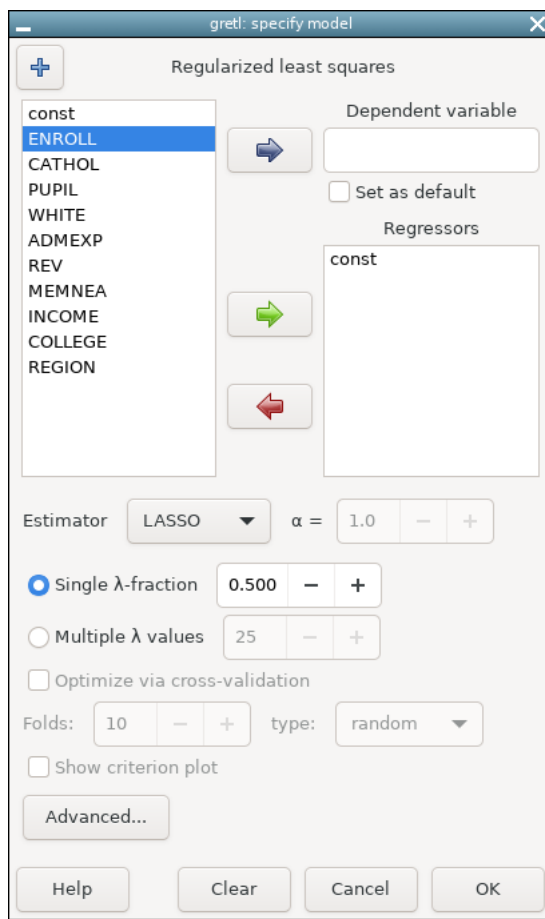 gretl: specify model
Regularized least squares
const
ENROLL
CATHOL
PUPIL
WHITE
ADMEXP
REV
MEMNEA
INCOME
COLLEGE
REGION
Dependent variable
Set as default
Regressors
const
Estimator LASSO α = 1.0
Single λ-fraction 0.500
Multiple λ values 25
Optimize via cross-validation
Folds: 10 type: random
Show criterion plot
Advanced...
Help Clear Cancel OK